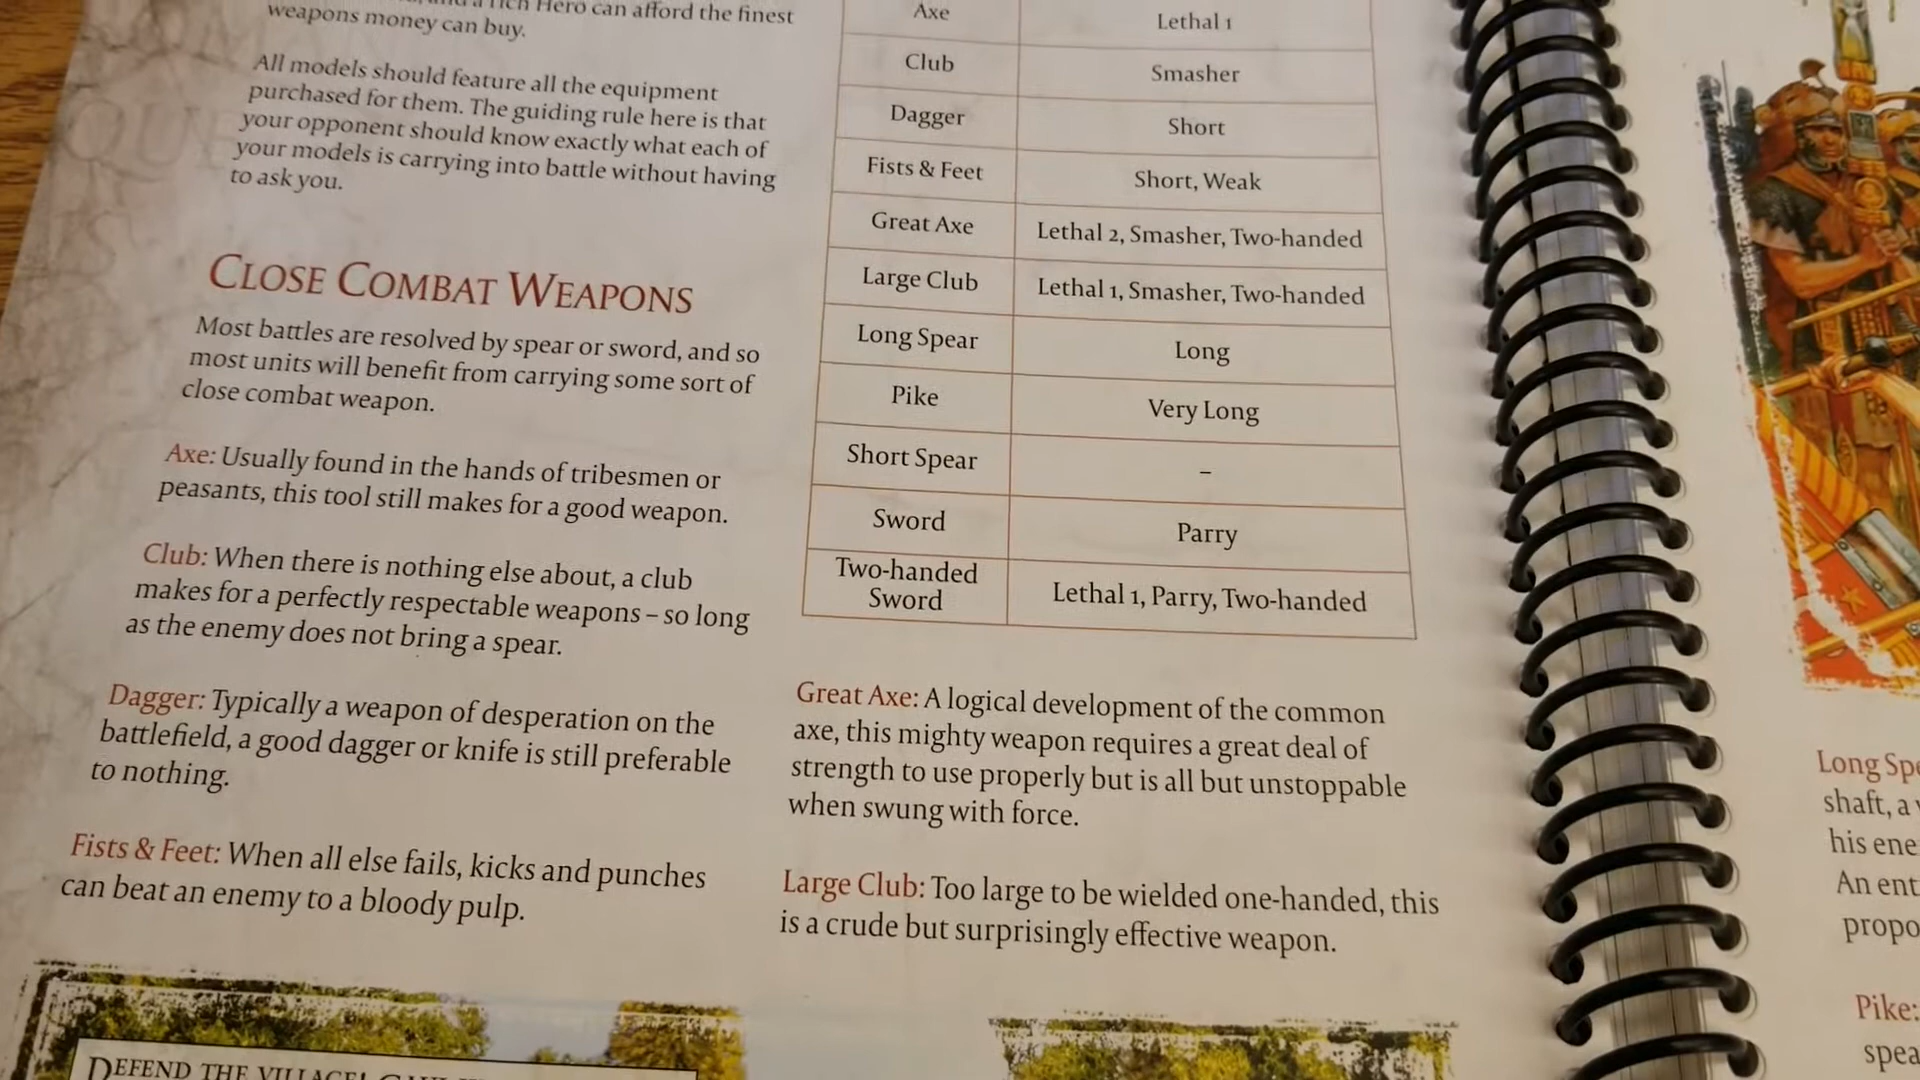 a rich Hero can afford the finest
weapons money can buy.
All models should feature all the equipment
purchased for them. The guiding rule here is that
your opponent should know exactly what each of
your models is carrying into battle without having
to ask you.
CLOSE COMBAT WEAPONS
Most battles are resolved by spear or sword, and so
most units will benefit from carrying some sort of
close combat weapon.
Axe: Usually found in the hands of tribesmen or
peasants, this tool still makes for a good weapon.
Club: When there is nothing else about, a club
makes for a perfectly respectable weapons – so long
as the enemy does not bring a spear.
Dagger: Typically a weapon of desperation on the
battlefield, a good dagger or knife is still preferable
to nothing.
Fists & Feet: When all else fails, kicks and punches
can beat an enemy to a bloody pulp.
DEFEND THE VILLAGE!
Axe Lethal 1
Club Smasher
Dagger Short
Fists & Feet Short, Weak
Great Axe Lethal 2, Smasher, Two-handed
Large Club Lethal 1, Smasher, Two-handed
Long Spear Long
Pike Very Long
Short Spear –
Sword Parry
Two-handed
Sword Lethal 1, Parry, Two-handed
Great Axe: A logical development of the common
axe, this mighty weapon requires a great deal of
strength to use properly but is all but unstoppable
when swung with force.
Large Club: Too large to be wielded one-handed, this
is a crude but surprisingly effective weapon.
Long Spe
shaft, a
his ene
An ent
propo
Pike:
spea